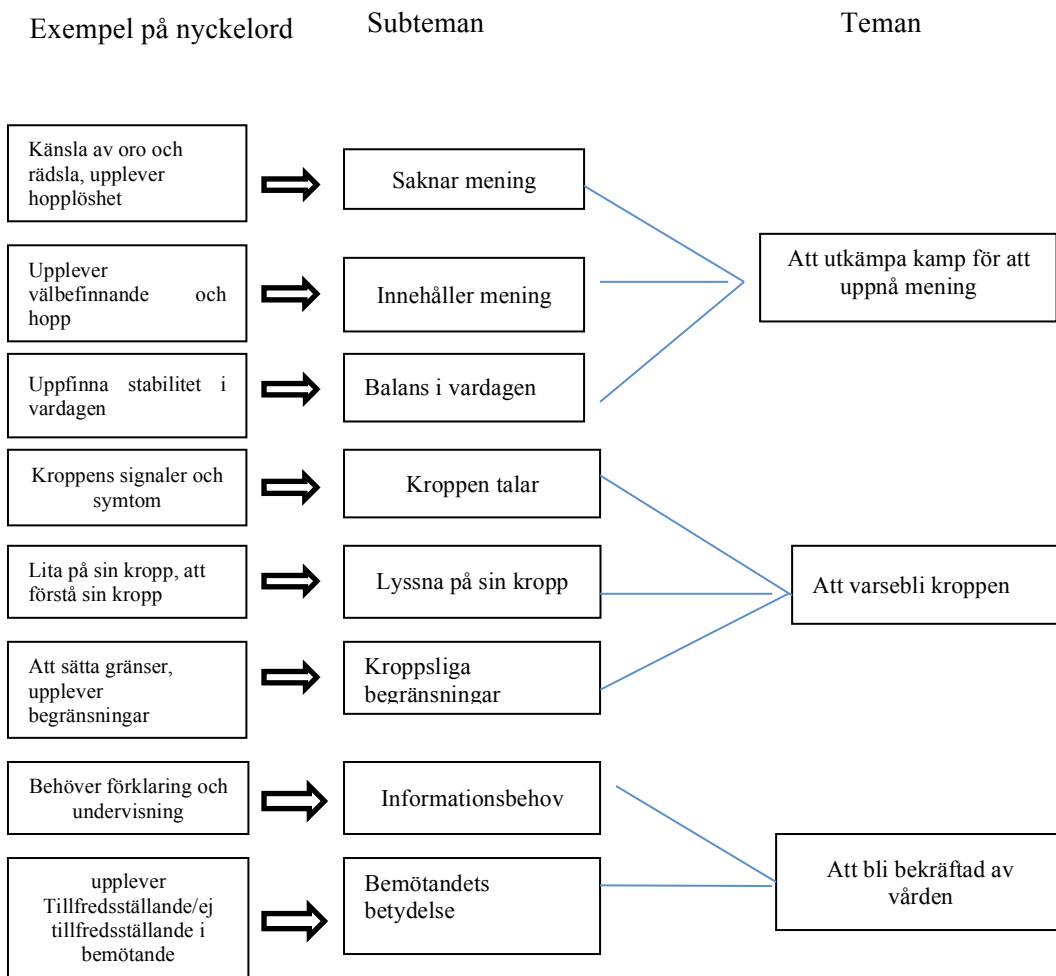 Exempel på nyckelord
Subteman
Teman
Känsla av oro och
rädsla, upplever
hopplöshet
Saknar mening
Upplever
välbefinnande och
hopp
Innehåller mening
Att utkämpa kamp för att
uppnå mening
Uppfinna stabilitet i
vardagen
Balans i vardagen
Kroppens signaler och
symtom
Kroppen talar
Lita på sin kropp, att
förstå sin kropp
Lyssna på sin kropp
Att varsebli kroppen
Att sätta gränser,
upplever
begränsningar
Kroppsliga
begränsningar
Behöver förklaring och
undervisning
Informationsbehov
upplever
Tillfredsställande/ej
tillfredsställande i
bemötande
Bemötandets
betydelse
Att bli bekräftad av
vården